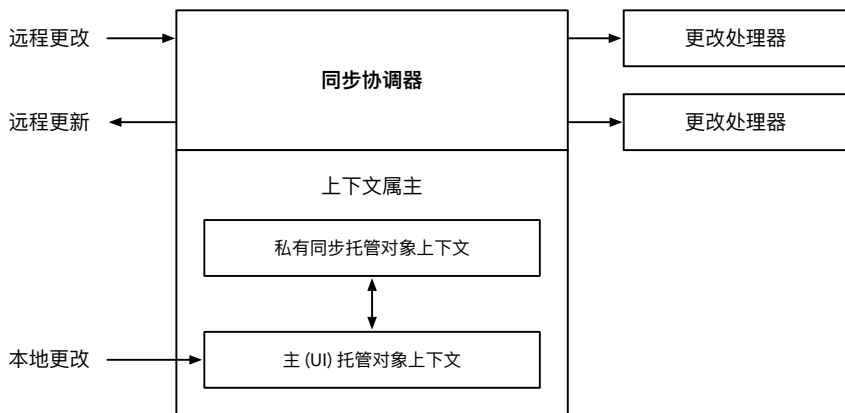 远程更改
更改处理器
同步协调器
远程更新
更改处理器
上下文属主
私有同步托管对象上下文
本地更改
主 (UI) 托管对象上下文